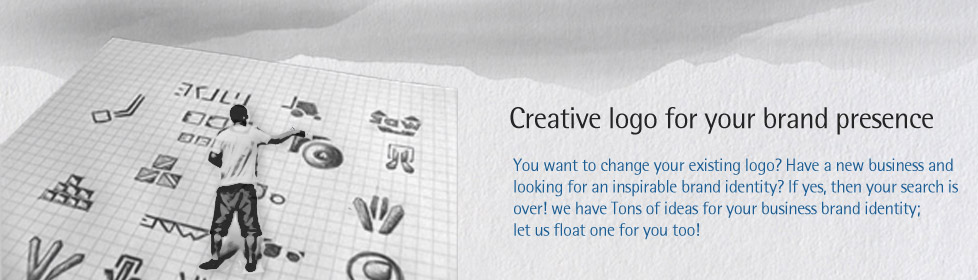 Creative logo for your brand presence
You want to change your existing logo? Have a new business and
looking for an inspirable brand identity? If yes, then your search is
over! we have Tons of ideas for your business brand identity;
let us float one for you too!